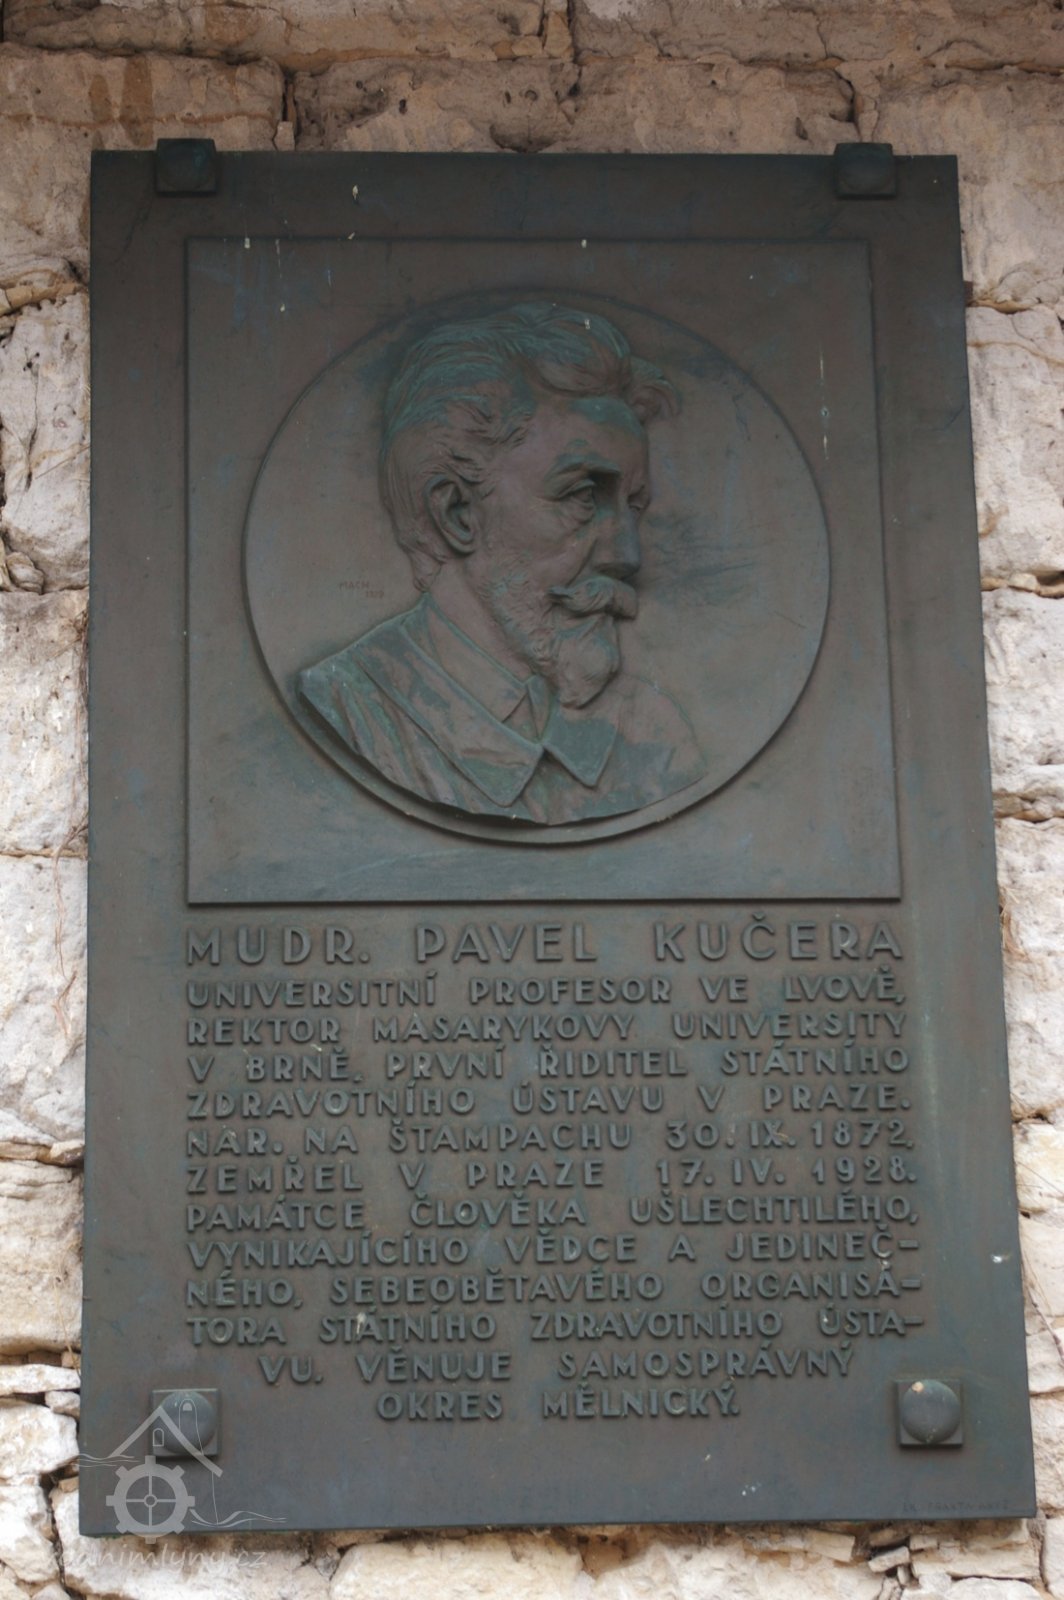 MACH
MUDR. PAVEL KUČERA
UNIVERSITNÍ PROFESOR VE LVOVĚ,
REKTOR MASARYKOVY UNIVERSITY
V BRNĚ, PRVNÍ ŘIDITEL STÁTNÍHO
ZDRAVOTNÍHO ÚSTAVU V PRAZE.
NAR. NA ŠTAMPACHU 30. IX. 1872,
ZEMŘEL V PRAZE 17. IV. 1928.
PAMÁTCE ČLOVĚKA UŠLECHTILÉHO,
VYNIKAJÍCÍHO VĚDCE A JEDINEČ-
NÉHO, SEBEOBĚTAVÉHO ORGANISÁ-
TORA STÁTNÍHO ZDRAVOTNÍHO ÚSTA-
VU. VĚNUJE SAMOSPRÁVNÝ
OKRES MĚLNICKÝ.